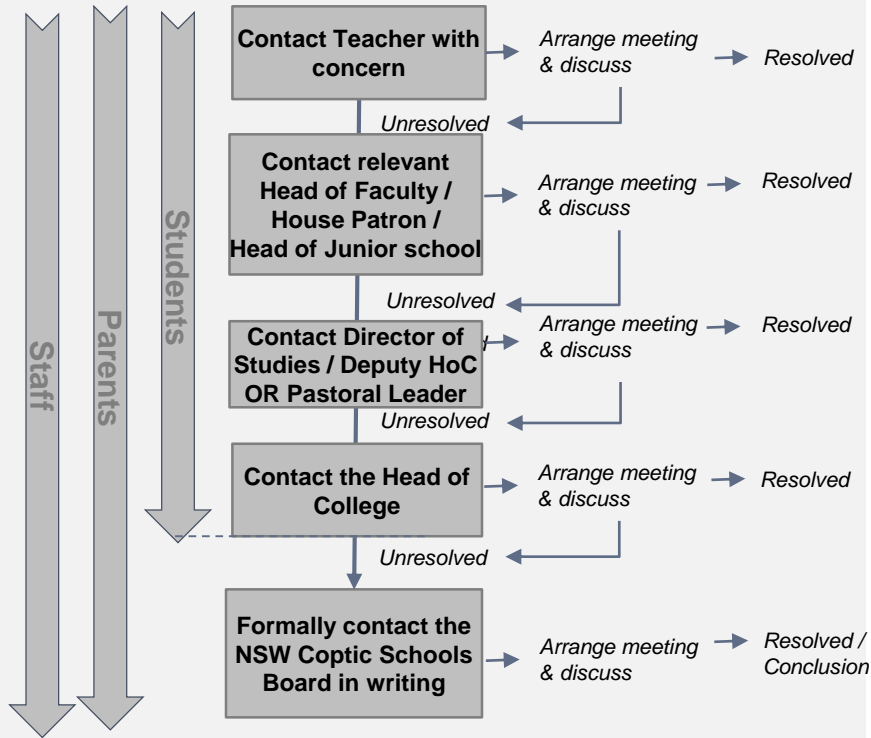 Contact Teacher with
concern
Arrange meeting
& discuss
Resolved
Unresolved
Contact relevant
Head of Faculty /
House Patron /
Head of Junior school
Arrange meeting
& discuss
Resolved
Unresolved
Contact Director of
Studies / Deputy HoC
OR Pastoral Leader
Arrange meeting
& discuss
Resolved
Unresolved
Contact the Head of
College
Arrange meeting
& discuss
Resolved
Unresolved
Formally contact the
NSW Coptic Schools
Board in writing
Arrange meeting
& discuss
Resolved /
Conclusion
Staff
Parents
Students